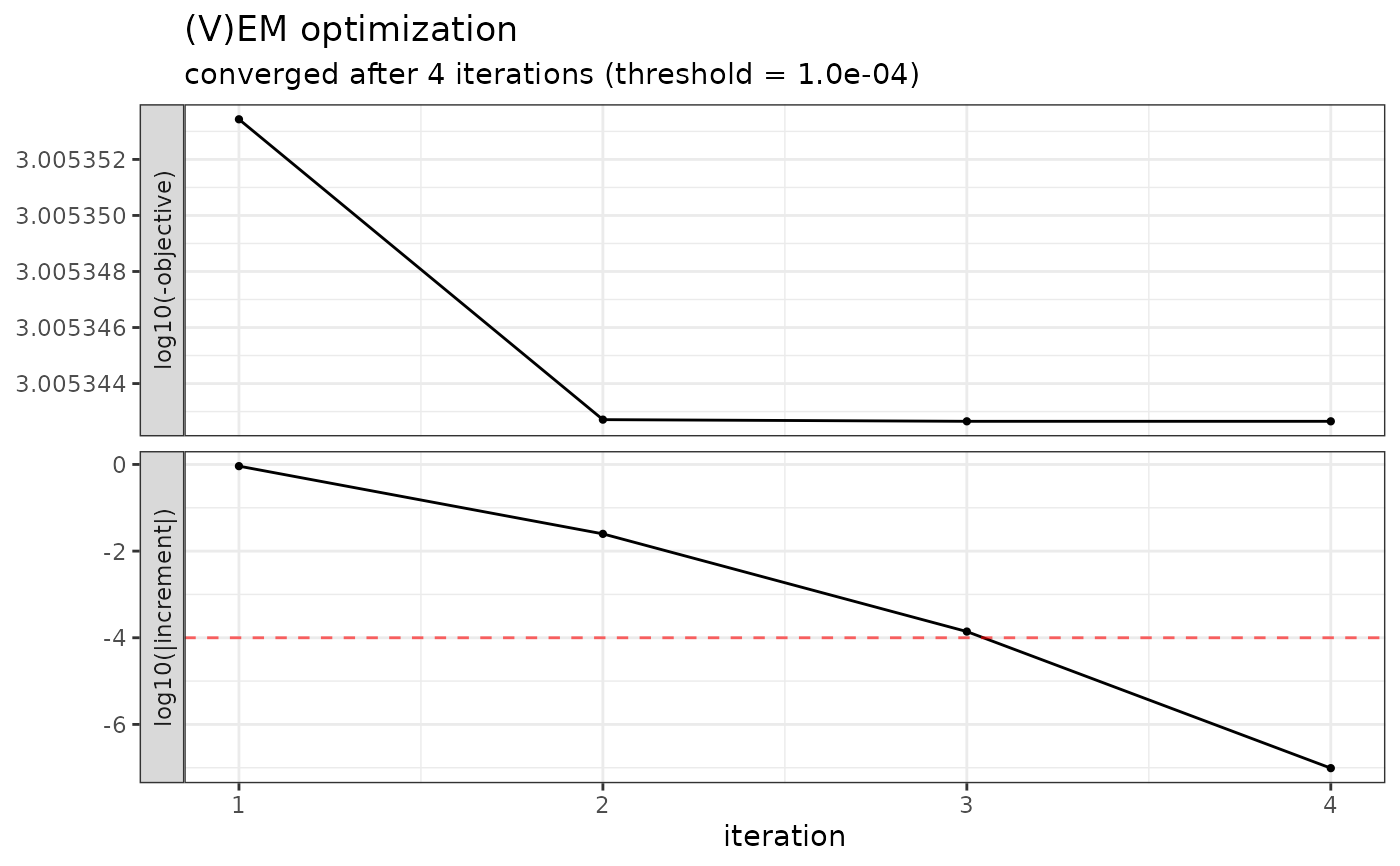 (V)EM optimization
converged after 4 iterations (threshold = 1.0e-04)
log10(-objective)
3.005352
3.005350
3.005348
3.005346
3.005344
log10(|increment|)
0
-2
-4
-6
1
2
3
4
iteration